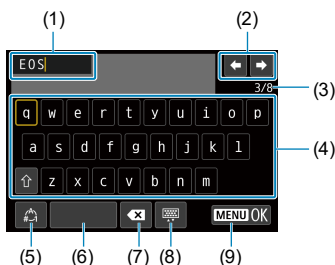 (1) (2)
EOS
3/8 (3)
q w e r t y u i o p
a s d f g h j k l (4)
z x c v b n m
MENU OK
(5) (6) (7) (8) (9)